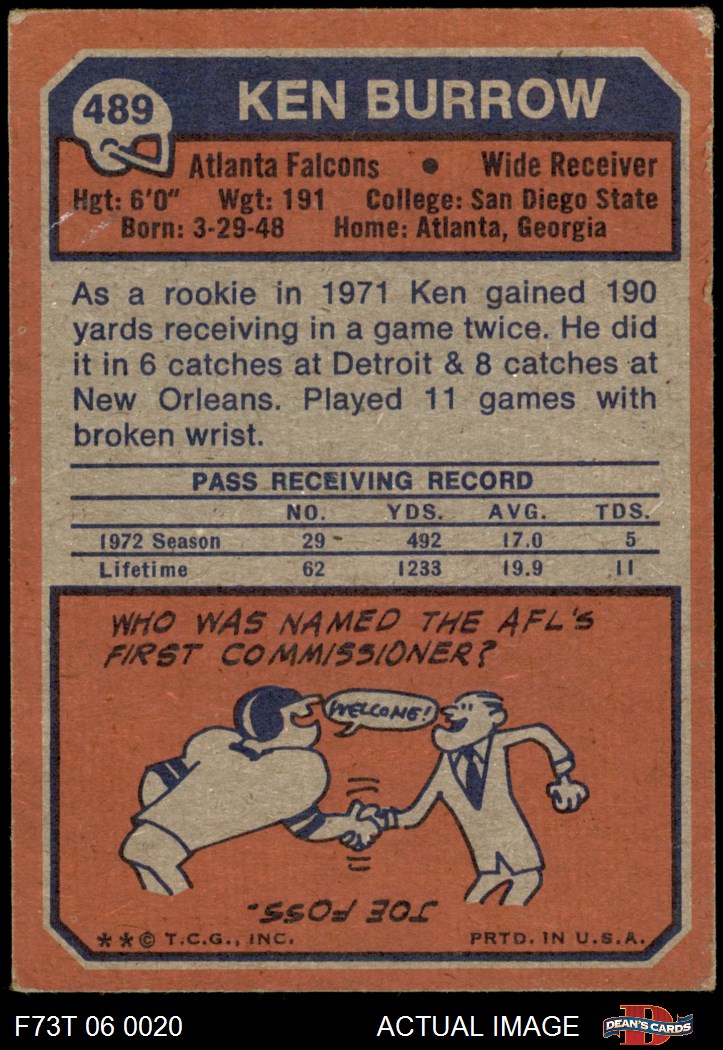 489
KEN BURROW
Atlanta Falcons • Wide Receiver
Hgt: 6'0" Wgt: 191 College: San Diego State
Born: 3-29-48 Home: Atlanta, Georgia
As a rookie in 1971 Ken gained 190
yards receiving in a game twice. He did
it in 6 catches at Detroit & 8 catches at
New Orleans. Played 11 games with
broken wrist.
PASS RECEIVING RECORD
NO. YDS. AVG. TDS.
1972 Season 29 492 17.0 5
Lifetime 62 1233 19.9 11
WHO WAS NAMED THE AFL'S
FIRST COMMISSIONER?
WELCOME!
JOE FOSS.
**© T.C.G., INC. PRTD. IN U.S.A.
F73T 06 0020 ACTUAL IMAGE
D
DEAN'S CARDS